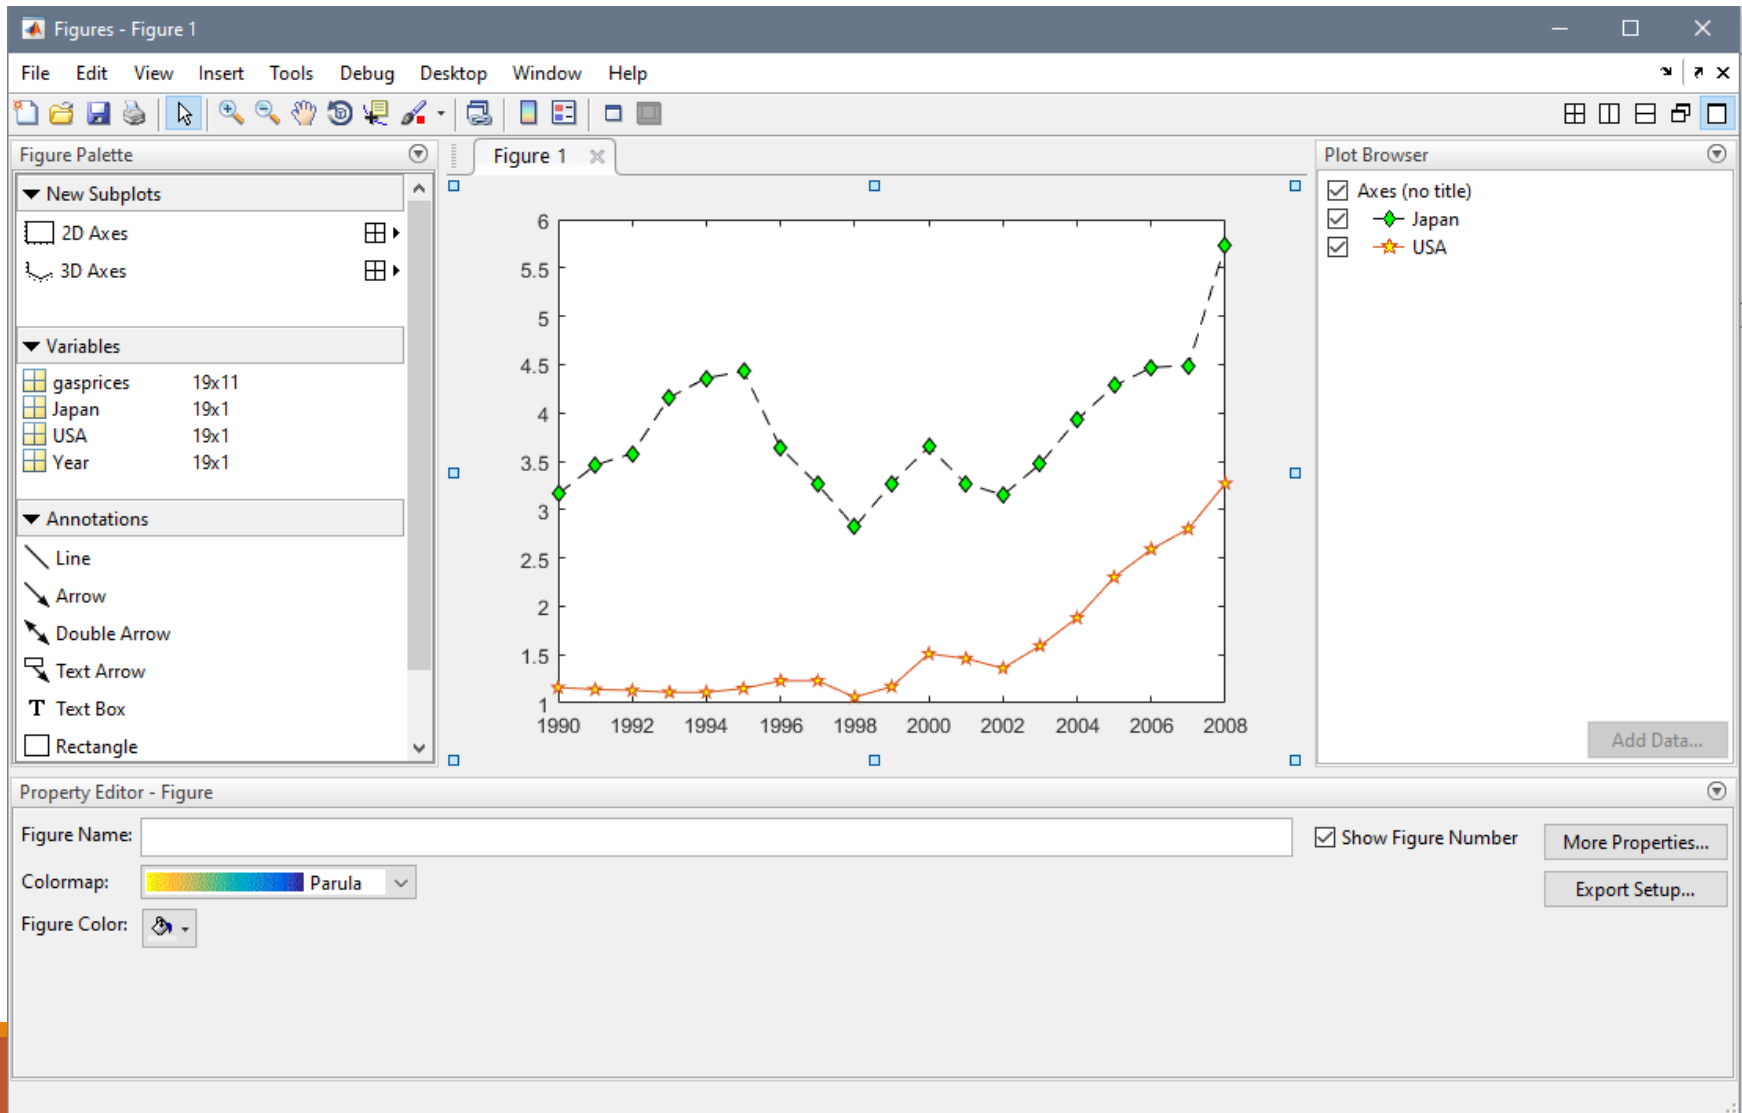 Figures - Figure 1
File Edit View Insert Tools Debug Desktop Window Help
Figure Palette
New Subplots
2D Axes
3D Axes
Variables
gasprices 19x11
Japan 19x1
USA 19x1
Year 19x1
Annotations
Line
Arrow
Double Arrow
Text Arrow
T Text Box
Rectangle
Figure 1
6
5.5
5
4.5
4
3.5
3
2.5
2
1.5
1
1990 1992 1994 1996 1998 2000 2002 2004 2006 2008
Plot Browser
Axes (no title)
Japan
USA
Add Data...
Property Editor - Figure
Figure Name:
Show Figure Number
More Properties...
Colormap: Parula
Export Setup...
Figure Color: